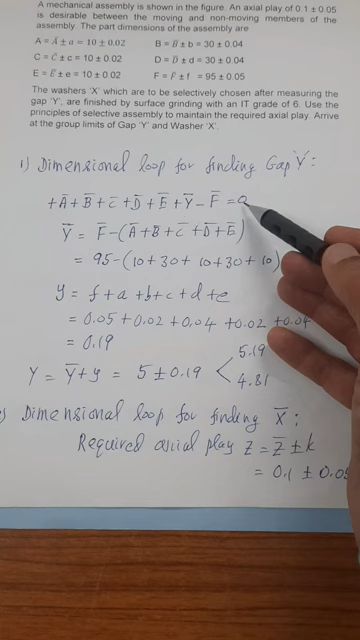 A mechanical assembly is shown in the figure. An axial play of 0.1 ± 0.05
is desirable between the moving and non-moving members of the
assembly. The part dimensions of the assembly are
A = Ā ± a = 10 ± 0.02 B = B̄ ± b = 30 ± 0.04
C = C̄ ± c = 10 ± 0.02 D = D̄ ± d = 30 ± 0.04
E = Ē ± e = 10 ± 0.02 F = F̄ ± f = 95 ± 0.05
The washers 'X' which are to be selectively chosen after measuring the
gap 'Y', are finished by surface grinding with an IT grade of 6. Use the
principles of selective assembly to maintain the required axial play. Arrive
at the group limits of Gap 'Y' and Washer 'X'.
1) Dimensional loop for finding Gap Y:
+Ā + B̄ + C̄ + D̄ + Ē + Ȳ − F̄ = 0
Ȳ = F̄ − (Ā + B̄ + C̄ + D̄ + Ē)
= 95 − (10 + 30 + 10 + 30 + 10)
y = f + a + b + c + d + e
= 0.05 + 0.02 + 0.04 + 0.02 + 0.04
= 0.19
Y = Ȳ ± y = 5 ± 0.19 < 5.19
4.81
) Dimensional loop for finding X̄:
Required axial play Z = Z̄ ± k
= 0.1 ± 0.05